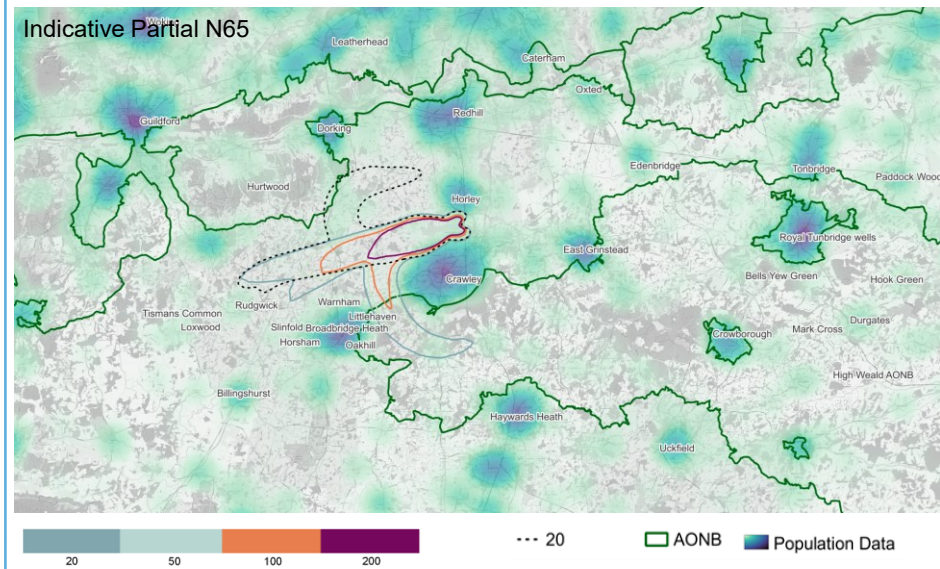 Indicative Partial N65
Leatherhead
Caterham
Oxted
Guildford
Dorking
Redhill
Edenbridge
Tonbridge
Paddock Wood
Hurtwood
Horley
East Grinstead
Royal Tunbridge wells
Crawley
Bells Yew Green
Hook Green
Rudgwick
Warnham
Tismans Common
Littlehaven
Durgates
Loxwood
Slinfold
Broadbridge Heath
Mark Cross
Crowborough
Horsham
Oakhill
High Weald AONB
Billingshurst
Haywards Heath
Uckfield
20 50 100 200
20
AONB
Population Data